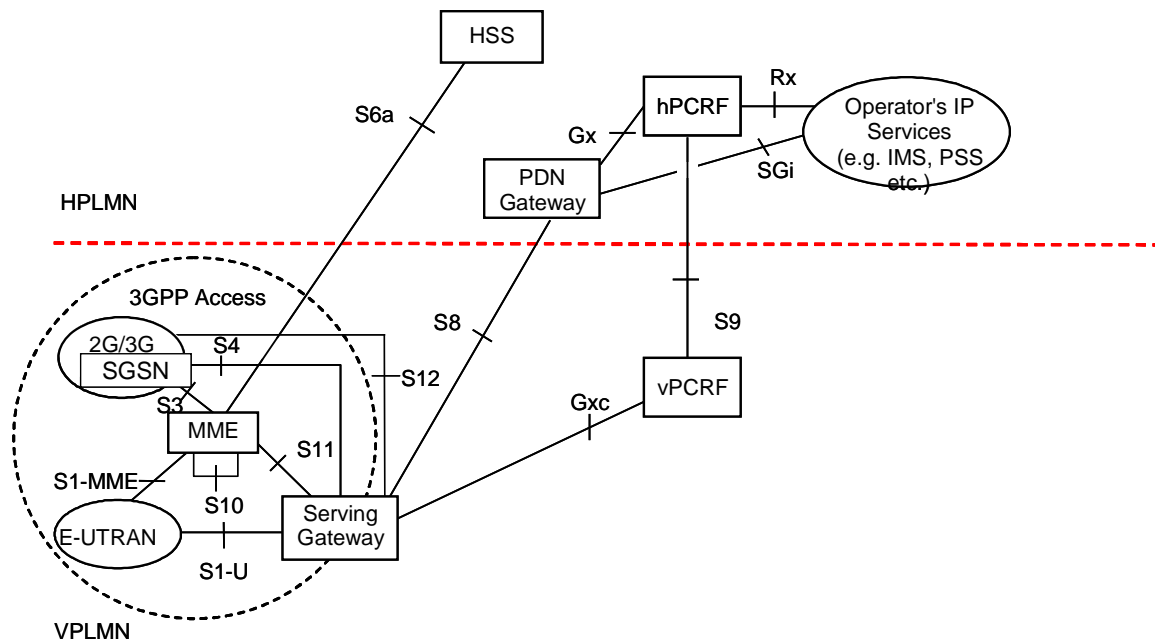 HSS
Rx
hPCRF
Operator's IP
Services
(e.g. IMS, PSS
etc.)
S6a
Gx
SGi
PDN
Gateway
HPLMN
3GPP Access
2G/3G
SGSN
S4
S8
S9
S12
S3
vPCRF
Gxc
MME
S11
S1-MME
S10
E-UTRAN
Serving
Gateway
S1-U
VPLMN